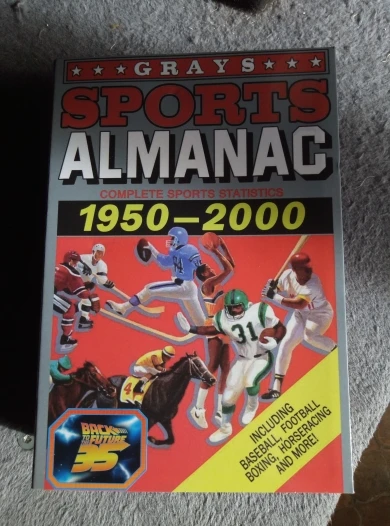 ★ ★ ★ GRAYS ★ ★ ★
SPORTS
ALMANAC
COMPLETE SPORTS STATISTICS
1950–2000
84
31
INCLUDING
BASEBALL, FOOTBALL
BOXING, HORSERACING
AND MORE!
BACK
TO THE FUTURE
35